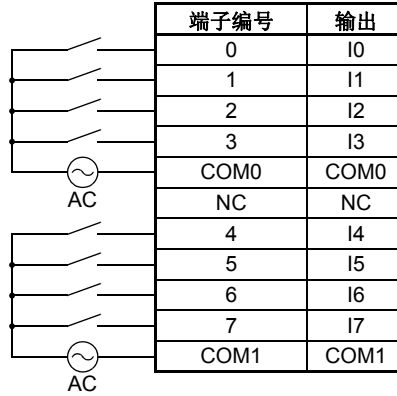 端子编号 输出
0 I0
1 I1
2 I2
3 I3
COM0 COM0
AC
NC NC
4 I4
5 I5
6 I6
7 I7
COM1 COM1
AC